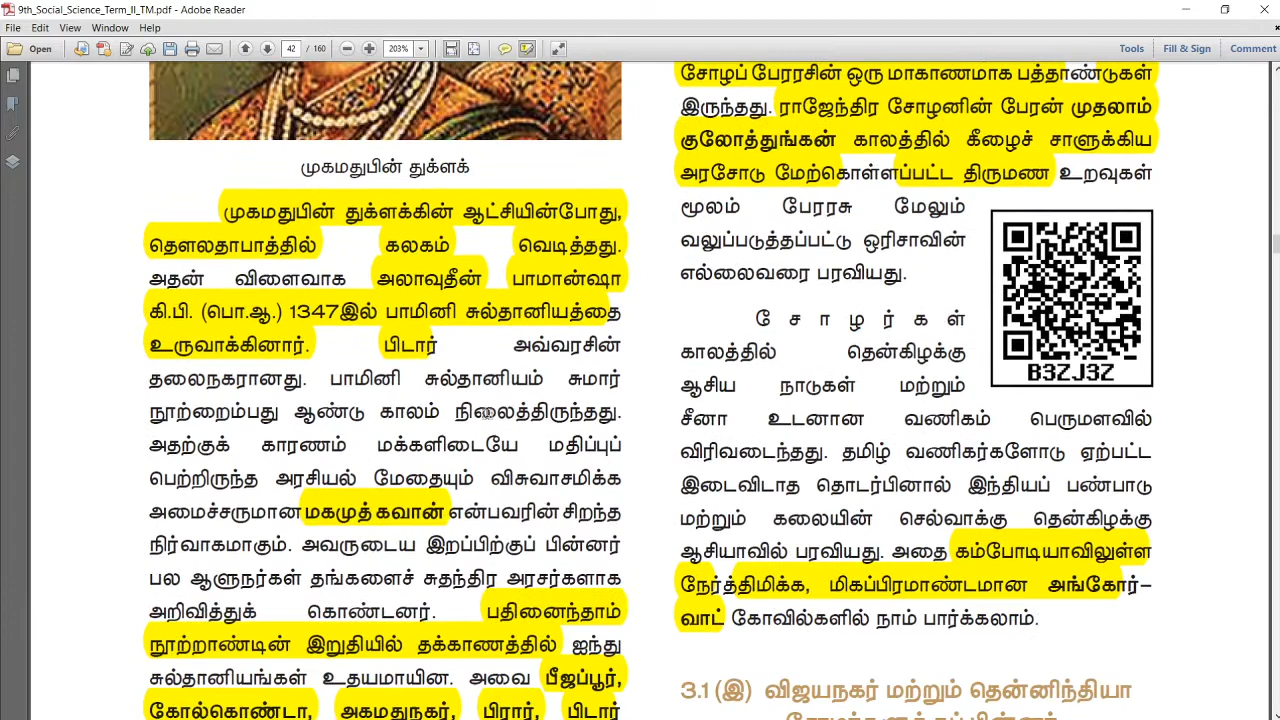 9th_Social_Science_Term_II_TM.pdf - Adobe Reader
File Edit View Window Help
Open 42 / 160 203% Tools Fill & Sign Comment
முகமதுபின் துக்ளக்
முகமதுபின் துக்ளக்கின் ஆட்சியின்போது,
தௌலதாபாத்தில் கலகம் வெடித்தது.
அதன் விளைவாக அலாவுதீன் பாமான்ஷா
கி.பி. (பொ.ஆ.) 1347இல் பாமினி சுல்தானியத்தை
உருவாக்கினார். பிடார் அவ்வரசின்
தலைநகரானது. பாமினி சுல்தானியம் சுமார்
நூற்றைம்பது ஆண்டு காலம் நிலைத்திருந்தது.
அதற்குக் காரணம் மக்களிடையே மதிப்புப்
பெற்றிருந்த அரசியல் மேதையும் விசுவாசமிக்க
அமைச்சருமான மகமுத் கவான் என்பவரின் சிறந்த
நிர்வாகமாகும். அவருடைய இறப்பிற்குப் பின்னர்
பல ஆளுநர்கள் தங்களைச் சுதந்திர அரசர்களாக
அறிவித்துக் கொண்டனர். பதினைந்தாம்
நூற்றாண்டின் இறுதியில் தக்காணத்தில் ஐந்து
சுல்தானியங்கள் உதயமாயின. அவை பீஜப்பூர்,
கோல்கொண்டா, அகமதுநகர், பிரார், பிடார்
சோழப் பேரரசின் ஒரு மாகாணமாக பத்தாண்டுகள்
இருந்தது. ராஜேந்திர சோழனின் பேரன் முதலாம்
குலோத்துங்கன் காலத்தில் கீழைச் சாளுக்கிய
அரசோடு மேற்கொள்ளப்பட்ட திருமண உறவுகள்
மூலம் பேரரசு மேலும்
வலுப்படுத்தப்பட்டு ஒரிசாவின்
எல்லைவரை பரவியது.
சோழர்கள்
காலத்தில் தென்கிழக்கு
ஆசிய நாடுகள் மற்றும்
சீனா உடனான வணிகம் பெருமளவில்
விரிவடைந்தது. தமிழ் வணிகர்களோடு ஏற்பட்ட
இடைவிடாத தொடர்பினால் இந்தியப் பண்பாடு
மற்றும் கலையின் செல்வாக்கு தென்கிழக்கு
ஆசியாவில் பரவியது. அதை கம்போடியாவிலுள்ள
நேர்த்திமிக்க, மிகப்பிரமாண்டமான அங்கோர்–
வாட் கோவில்களில் நாம் பார்க்கலாம்.
B3ZJ3Z
3.1 (இ) விஜயநகர் மற்றும் தென்னிந்தியா